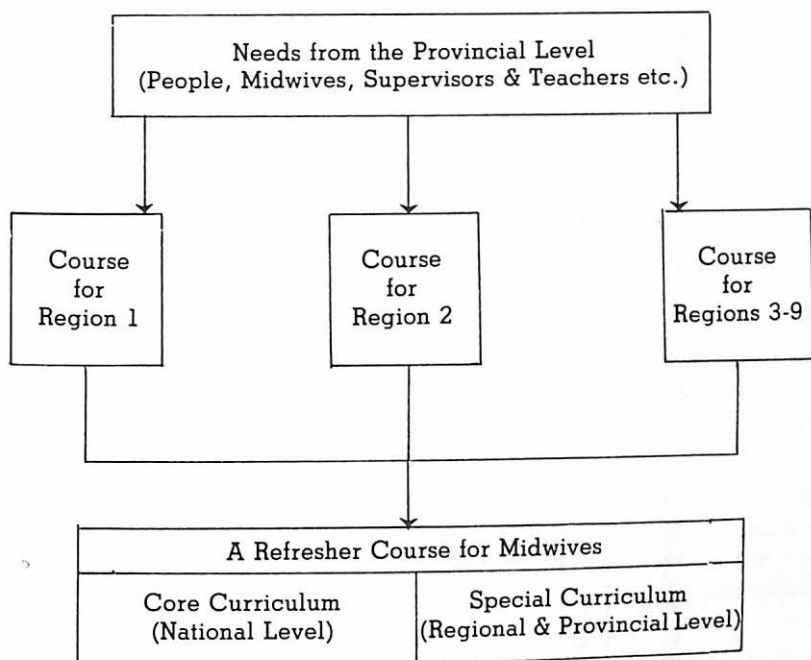 Needs from the Provincial Level
(People, Midwives, Supervisors & Teachers etc.)
Course
for
Region 1
Course
for
Region 2
Course
for
Regions 3-9
A Refresher Course for Midwives
Core Curriculum
(National Level)
Special Curriculum
(Regional & Provincial Level)